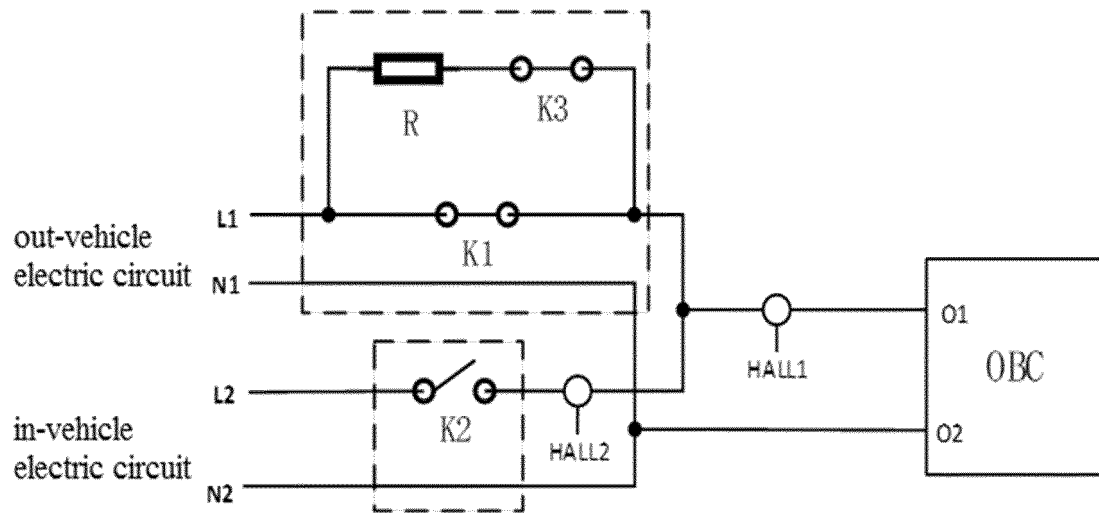 R
K3
L1
out-vehicle
electric circuit
K1
N1
O1
HALL1
OBC
L2
K2
in-vehicle
electric circuit
HALL2
O2
N2